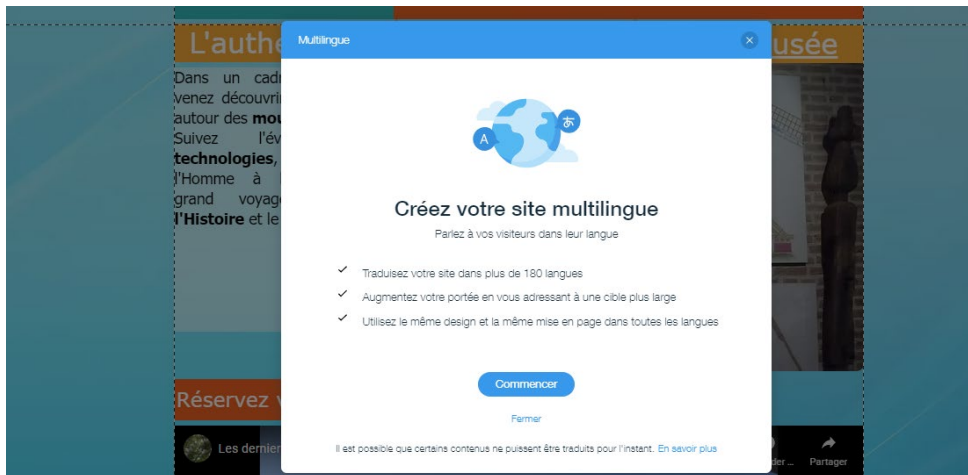 L'authe
usée
Multilingue
Dans un cadr
venez découvri
autour des mou
Suivez l'év
technologies,
l'Homme à
grand voyag
l'Histoire et le
A
あ
Créez votre site multilingue
Parlez à vos visiteurs dans leur langue
Traduisez votre site dans plus de 180 langues
Augmentez votre portée en vous adressant à une cible plus large
Utilisez le même design et la même mise en page dans toutes les langues
Commencer
Fermer
Il est possible que certains contenus ne puissent être traduits pour l'instant. En savoir plus
Réservez v
Les dernier
der ... Partager